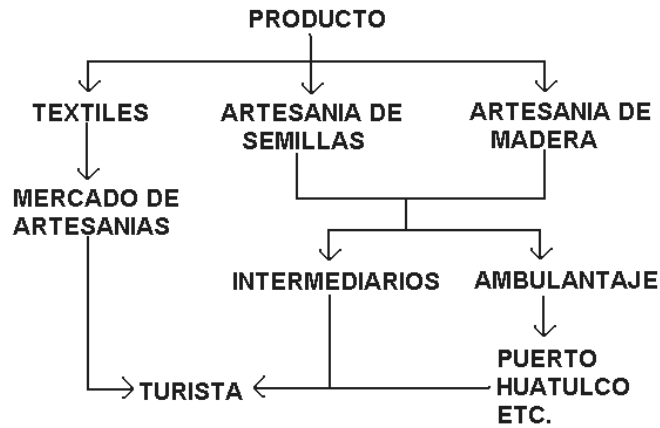 PRODUCTO
TEXTILES
ARTESANIA DE
SEMILLAS
ARTESANIA DE
MADERA
MERCADO DE
ARTESANIAS
INTERMEDIARIOS
AMBULANTAJE
TURISTA
PUERTO
HUATULCO
ETC.